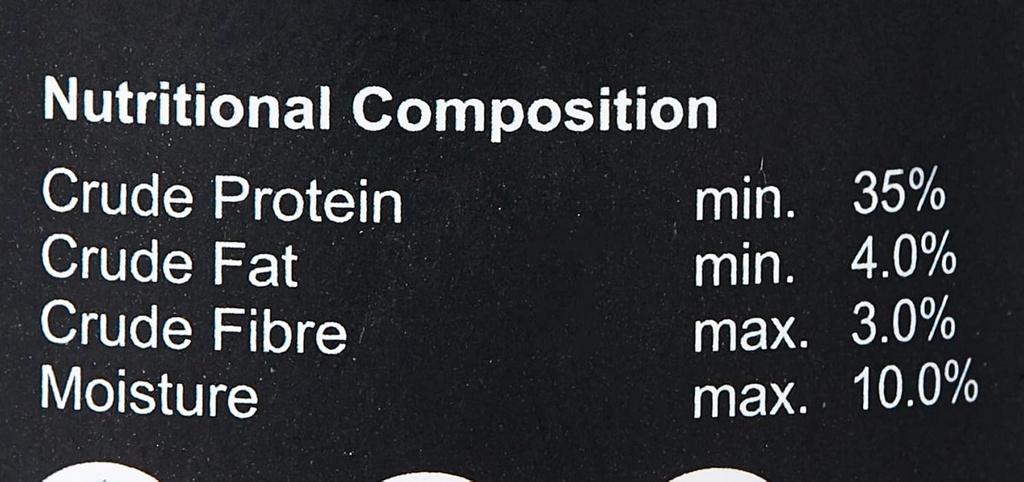 Nutritional Composition
Crude Protein min. 35%
Crude Fat min. 4.0%
Crude Fibre max. 3.0%
Moisture max. 10.0%